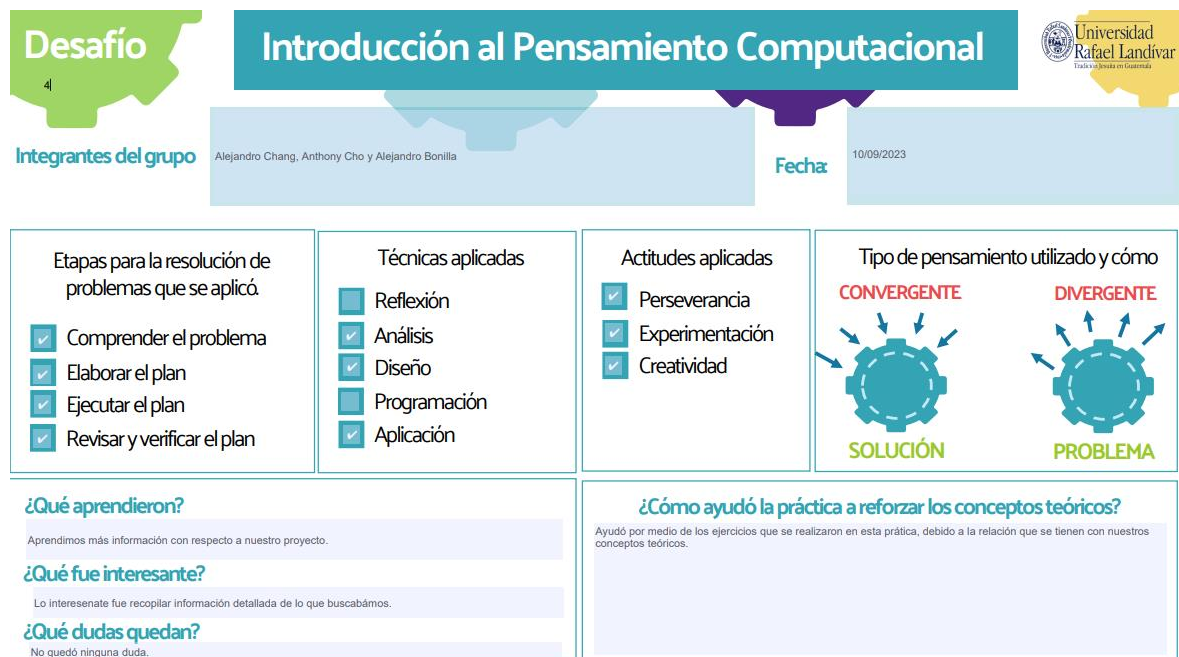 Desafío
4
Introducción al Pensamiento Computacional
Universidad
Rafael Landívar
Tradición Jesuita en Guatemala
Integrantes del grupo
Alejandro Chang, Anthony Cho y Alejandro Bonilla
Fecha:
10/09/2023
Etapas para la resolución de
problemas que se aplicó.
Comprender el problema
Elaborar el plan
Ejecutar el plan
Revisar y verificar el plan
Técnicas aplicadas
Reflexión
Análisis
Diseño
Programación
Aplicación
Actitudes aplicadas
Perseverancia
Experimentación
Creatividad
Tipo de pensamiento utilizado y cómo
CONVERGENTE
DIVERGENTE
SOLUCIÓN
PROBLEMA
¿Qué aprendieron?
Aprendimos más información con respecto a nuestro proyecto.
¿Qué fue interesante?
Lo interesenate fue recopilar información detallada de lo que buscabámos.
¿Qué dudas quedan?
No quedó ninguna duda.
¿Cómo ayudó la práctica a reforzar los conceptos teóricos?
Ayudó por medio de los ejercicios que se realizaron en esta prática, debido a la relación que se tienen con nuestros
conceptos teóricos.